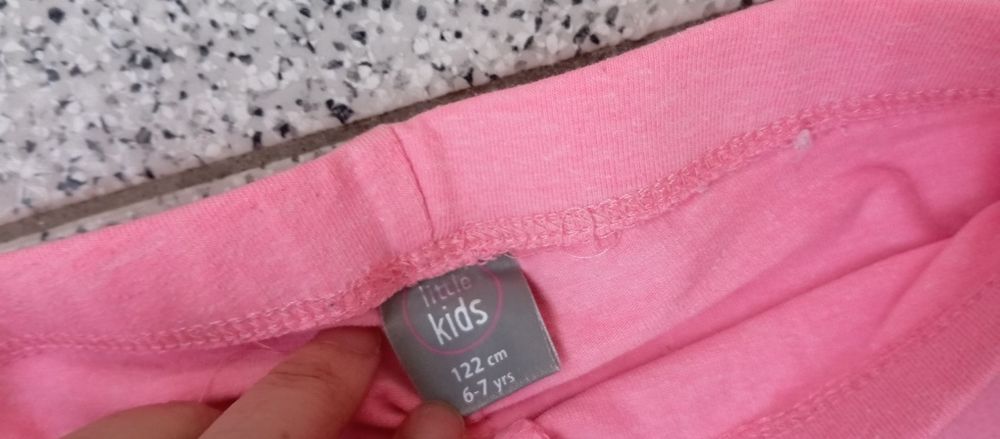 little
kids
122 cm
6-7 yrs